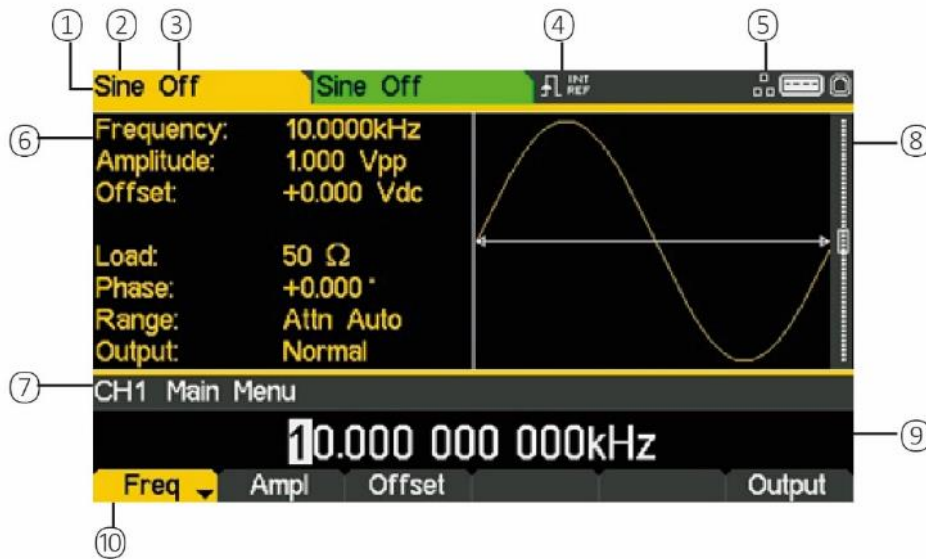 ① ② ③ ④ ⑤
Sine Off Sine Off INT REF
⑥ ⑧
Frequency: 10.0000kHz
Amplitude: 1.000 Vpp
Offset: +0.000 Vdc
Load: 50 Ω
Phase: +0.000 °
Range: Attn Auto
Output: Normal
⑦ CH1 Main Menu
10.000 000 000kHz ⑨
Freq Ampl Offset Output
⑩